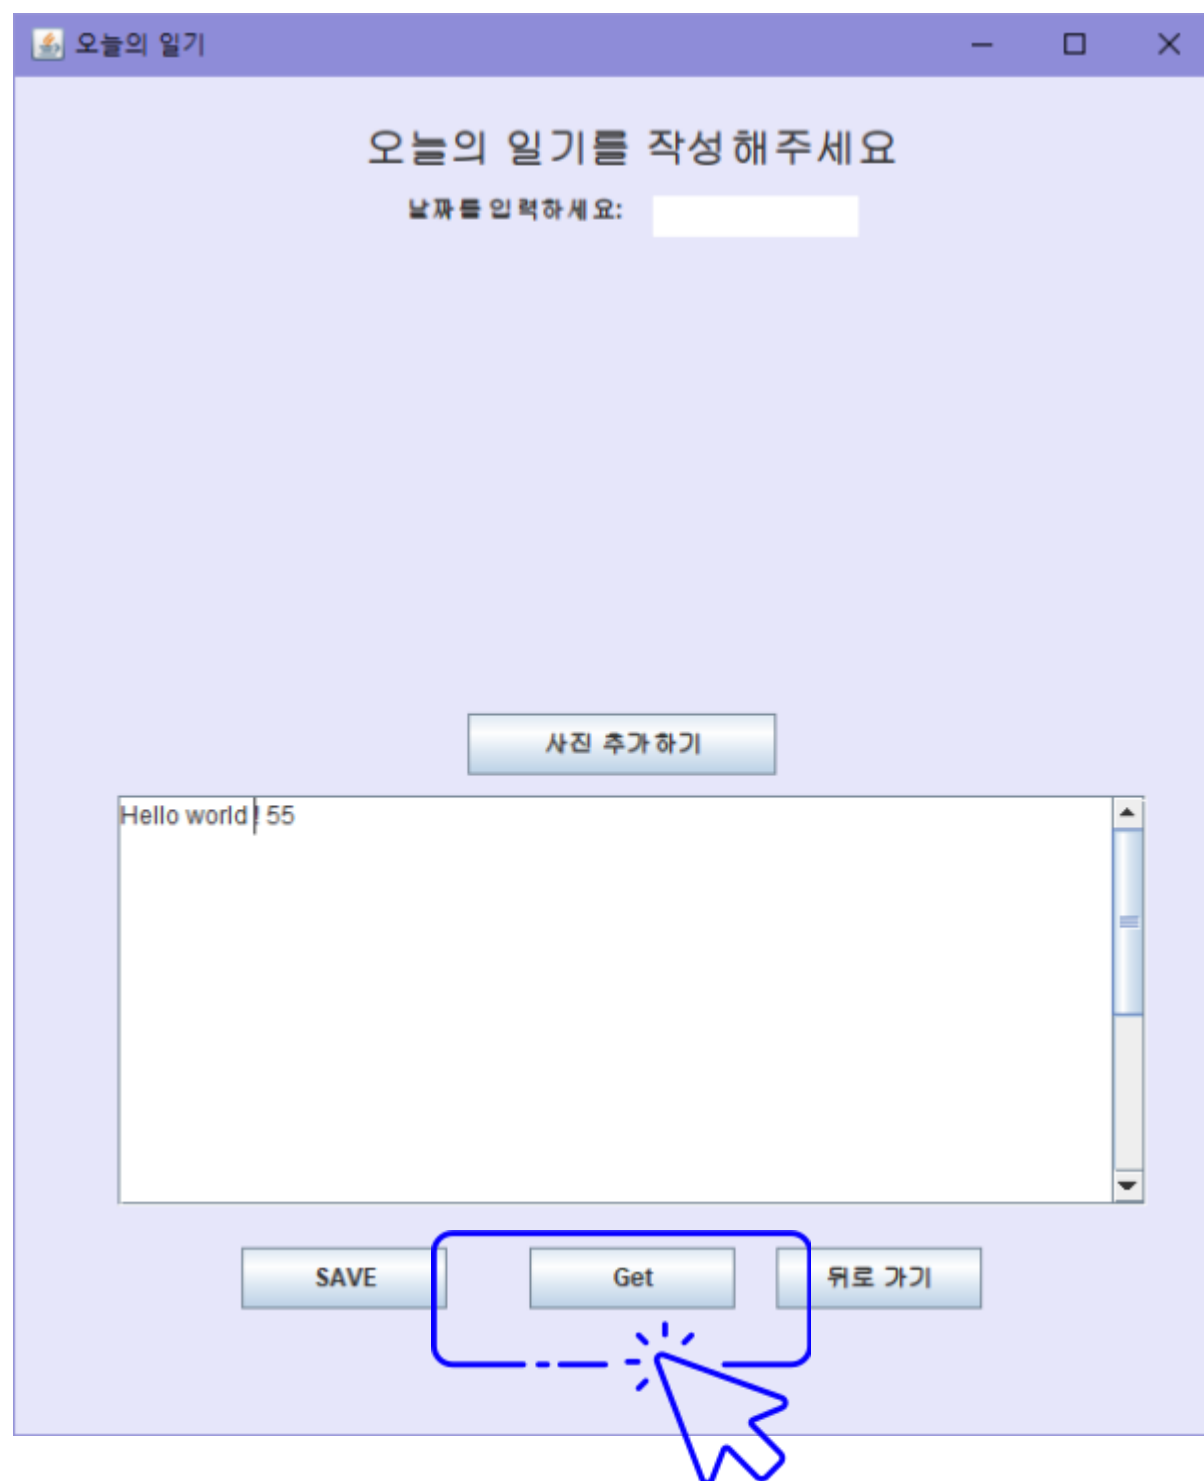 오늘의 일기
오늘의 일기를 작성해주세요
날짜를 입력하세요:
사진 추가하기
Hello world ! 55
SAVE
Get
뒤로 가기